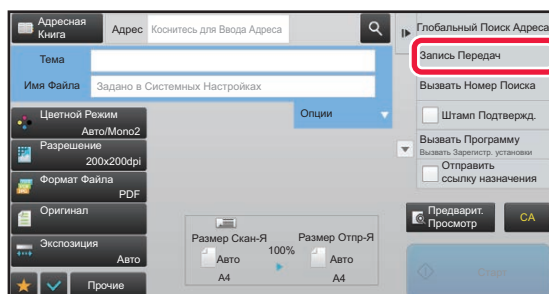 Адресная
Книга
Адрес
Коснитесь для Ввода Адреса
Тема
Имя Файла
Задано в Системных Настройках
Опции
Цветной Режим
Авто/Mono2
Разрешение
200x200dpi
Формат Файла
PDF
Оригинал
Экспозиция
Авто
Прочие
Размер Скан-Я
Авто
A4
100%
Размер Отпр-Я
Авто
A4
Глобальный Поиск Адреса
Запись Передач
Вызвать Номер Поиска
Штамп Подтвержд.
Вызвать Программу
Вызвать Зарегистр. установки
Отправить
ссылку назначения
Предварит.
Просмотр
CA
Старт